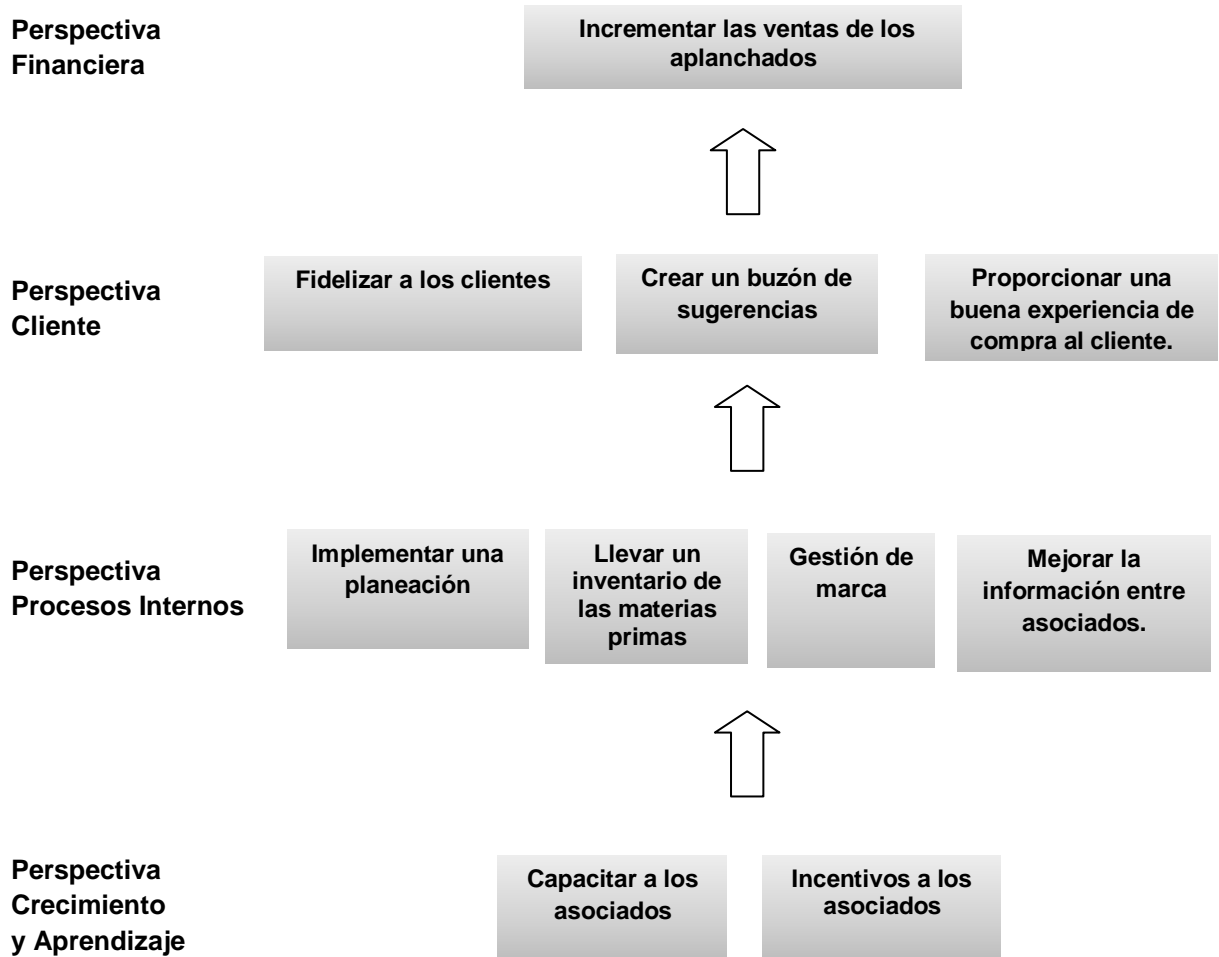 Perspectiva
Financiera
Incrementar las ventas de los
aplanchados
Perspectiva
Cliente
Fidelizar a los clientes
Crear un buzón de
sugerencias
Proporcionar una
buena experiencia de
compra al cliente.
Perspectiva
Procesos Internos
Implementar una
planeación
Llevar un
inventario de
las materias
primas
Gestión de
marca
Mejorar la
información entre
asociados.
Perspectiva
Crecimiento
y Aprendizaje
Capacitar a los
asociados
Incentivos a los
asociados